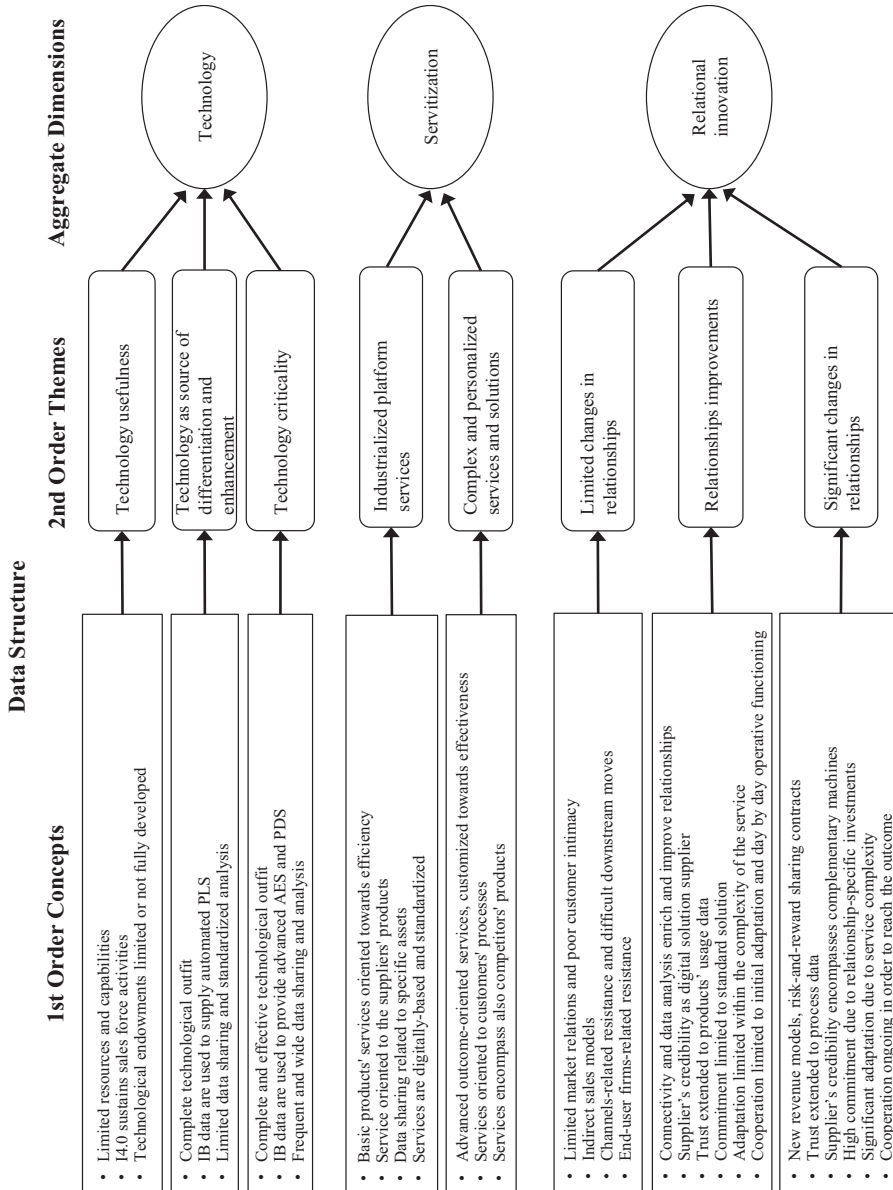 Data Structure
1st Order Concepts
2nd Order Themes
Aggregate Dimensions
• Limited resources and capabilities
• I4.0 sustains sales force activities
• Technological endowments limited or not fully developed
Technology usefulness
• Complete technological outfit
• IB data are used to supply automated PLS
• Limited data sharing and standardized analysis
Technology as source of
differentiation and
enhancement
• Complete and effective technological outfit
• IB data are used to provide advanced AES and PDS
• Frequent and wide data sharing and analysis
Technology criticality
Technology
• Basic products' services oriented towards efficiency
• Service oriented to the suppliers' products
• Data sharing related to specific assets
• Services are digitally-based and standardized
Industrialized platform
services
• Advanced outcome-oriented services, customized towards effectiveness
• Services oriented to customers' processes
• Services encompass also competitors' products
Complex and personalized
services and solutions
Servitization
• Limited market relations and poor customer intimacy
• Indirect sales models
• Channels-related resistance and difficult downstream moves
• End-user firms-related resistance
Limited changes in
relationships
• Connectivity and data analysis enrich and improve relationships
• Supplier's credibility as digital solution supplier
• Trust extended to products' usage data
• Commitment limited to standard solution
• Adaptation limited within the complexity of the service
• Cooperation limited to initial adaptation and day by day operative functioning
Relationships improvements
• New revenue models, risk-and-reward sharing contracts
• Trust extended to process data
• Supplier's credibility encompasses complementary machines
• High commitment due to relationship-specific investments
• Significant adaptation due to service complexity
• Cooperation ongoing in order to reach the outcome
Significant changes in
relationships
Relational
innovation